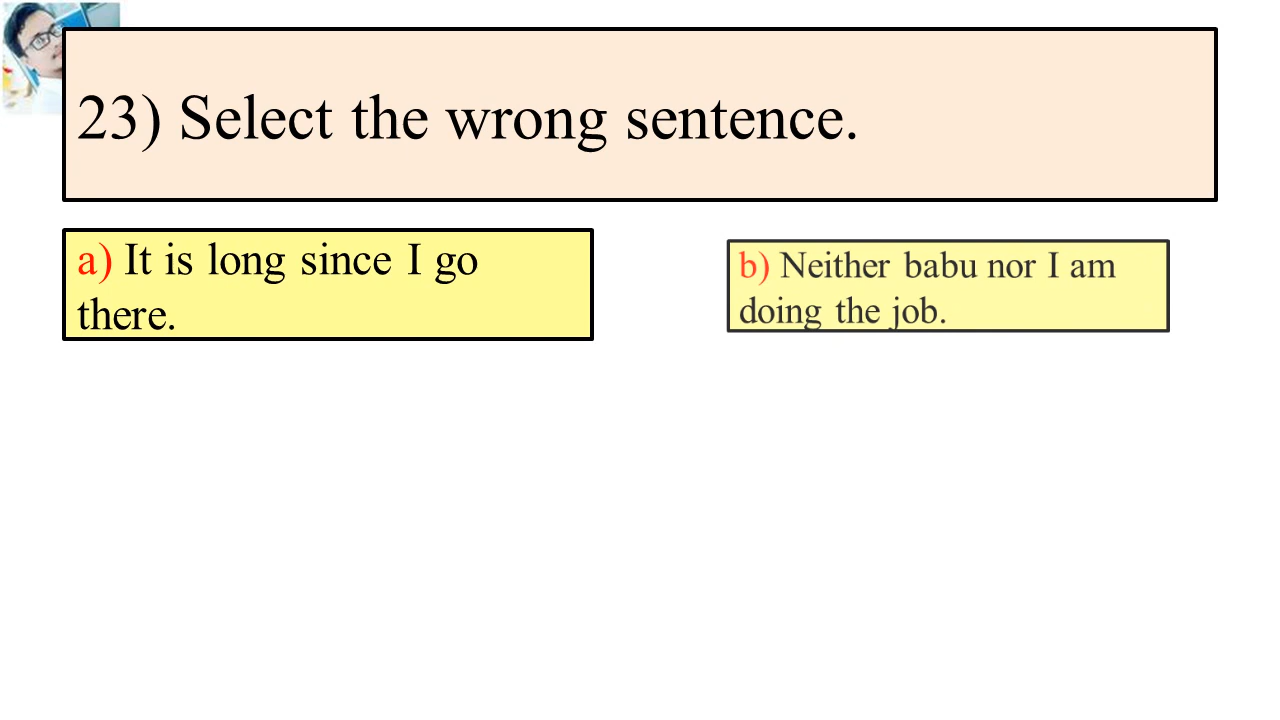 23) Select the wrong sentence.
a) It is long since I go
there.
b) Neither babu nor I am
doing the job.